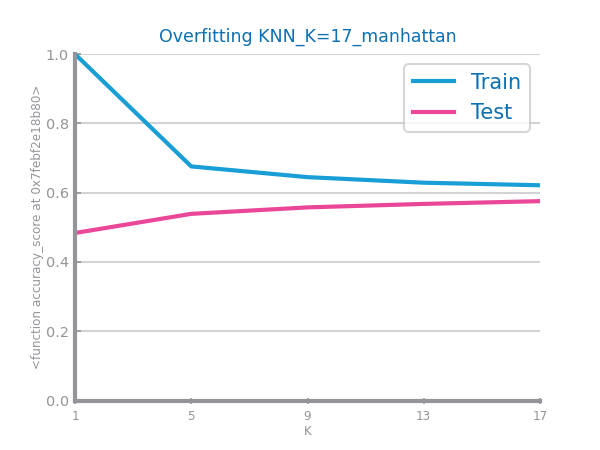 Overfitting KNN_K=17_manhattan
<function accuracy_score at 0x7febf2e18b80>
1.0
0.8
0.6
0.4
0.2
0.0
Train
Test
1 5 9 13 17
K